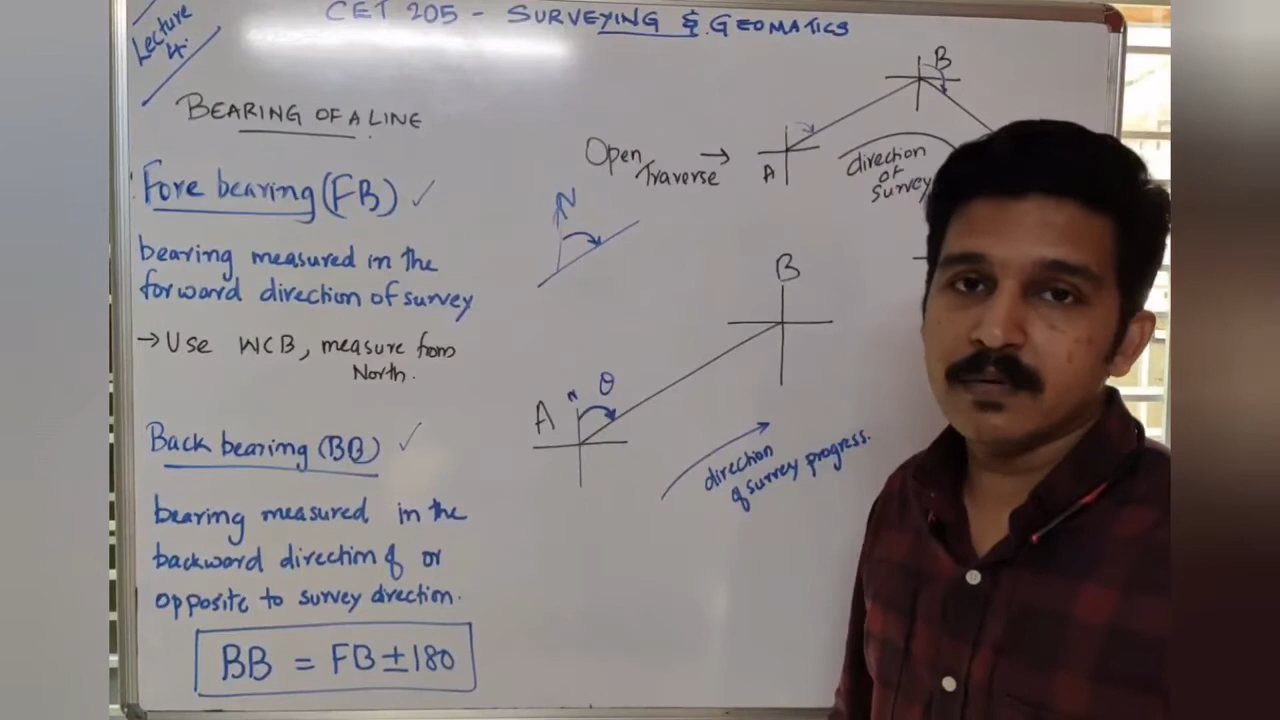 Lecture
4.
CET 205 - SURVEYING & GEOMATICS
BEARING OF A LINE
Fore bearing (FB) ✓
bearing measured in the
forward direction of survey
→ Use WCB, measure from
North.
Back bearing (BB) ✓
bearing measured in the
backward direction of or
opposite to survey direction.
BB = FB ± 180
Open
Traverse →
A
B
direction
of
survey
N
A
N
θ
B
direction
of survey progress.